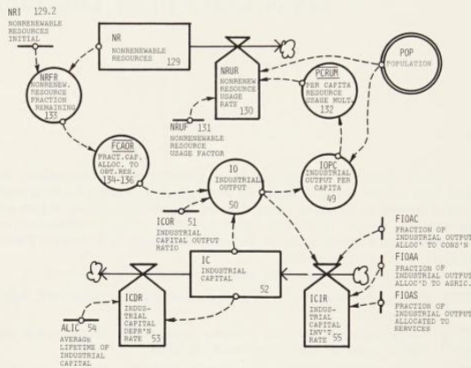 NRI 129.2
NONRENEWABLE
RESOURCES
INITIAL
NR
NONRENEWABLE
RESOURCES
129
NRFR
NONRENEW.
RESOURCE
FRACTION
REMAINING
133
NRUR
NONRENEW
RESOURCE
USAGE
RATE
130
PCRUM
PER CAPITA
RESOURCE
USAGE MULT.
132
POP
POPULATION
NRUF 131
NONRENEWABLE
RESOURCE
USAGE FACTOR
FCAOR
FRACT.CAP.
ALLOC. TO
OBT.RES.
134-136
IO
INDUSTRIAL
OUTPUT
50
IOPC
INDUSTRIAL
OUTPUT PER
CAPITA
49
ICOR 51
INDUSTRIAL
CAPITAL OUTPUT
RATIO
FIOAC
FRACTION OF
INDUSTRIAL OUTPUT
ALLOC' TO CONS'N
FIOAA
FRACTION OF
INDUSTRIAL OUTPUT
ALLOC'D TO AGRIC.
FIOAS
FRACTION OF
INDUSTRIAL OUTPUT
ALLOCATED TO
SERVICES
IC
INDUSTRIAL
CAPITAL
52
ICDR
INDUS-
TRIAL
CAPITAL
DEPR'N
RATE
53
ICIR
INDUS-
TRIAL
CAPITAL
INV'T
RATE
55
ALIC 54
AVERAGE
LIFETIME OF
INDUSTRIAL
CAPITAL